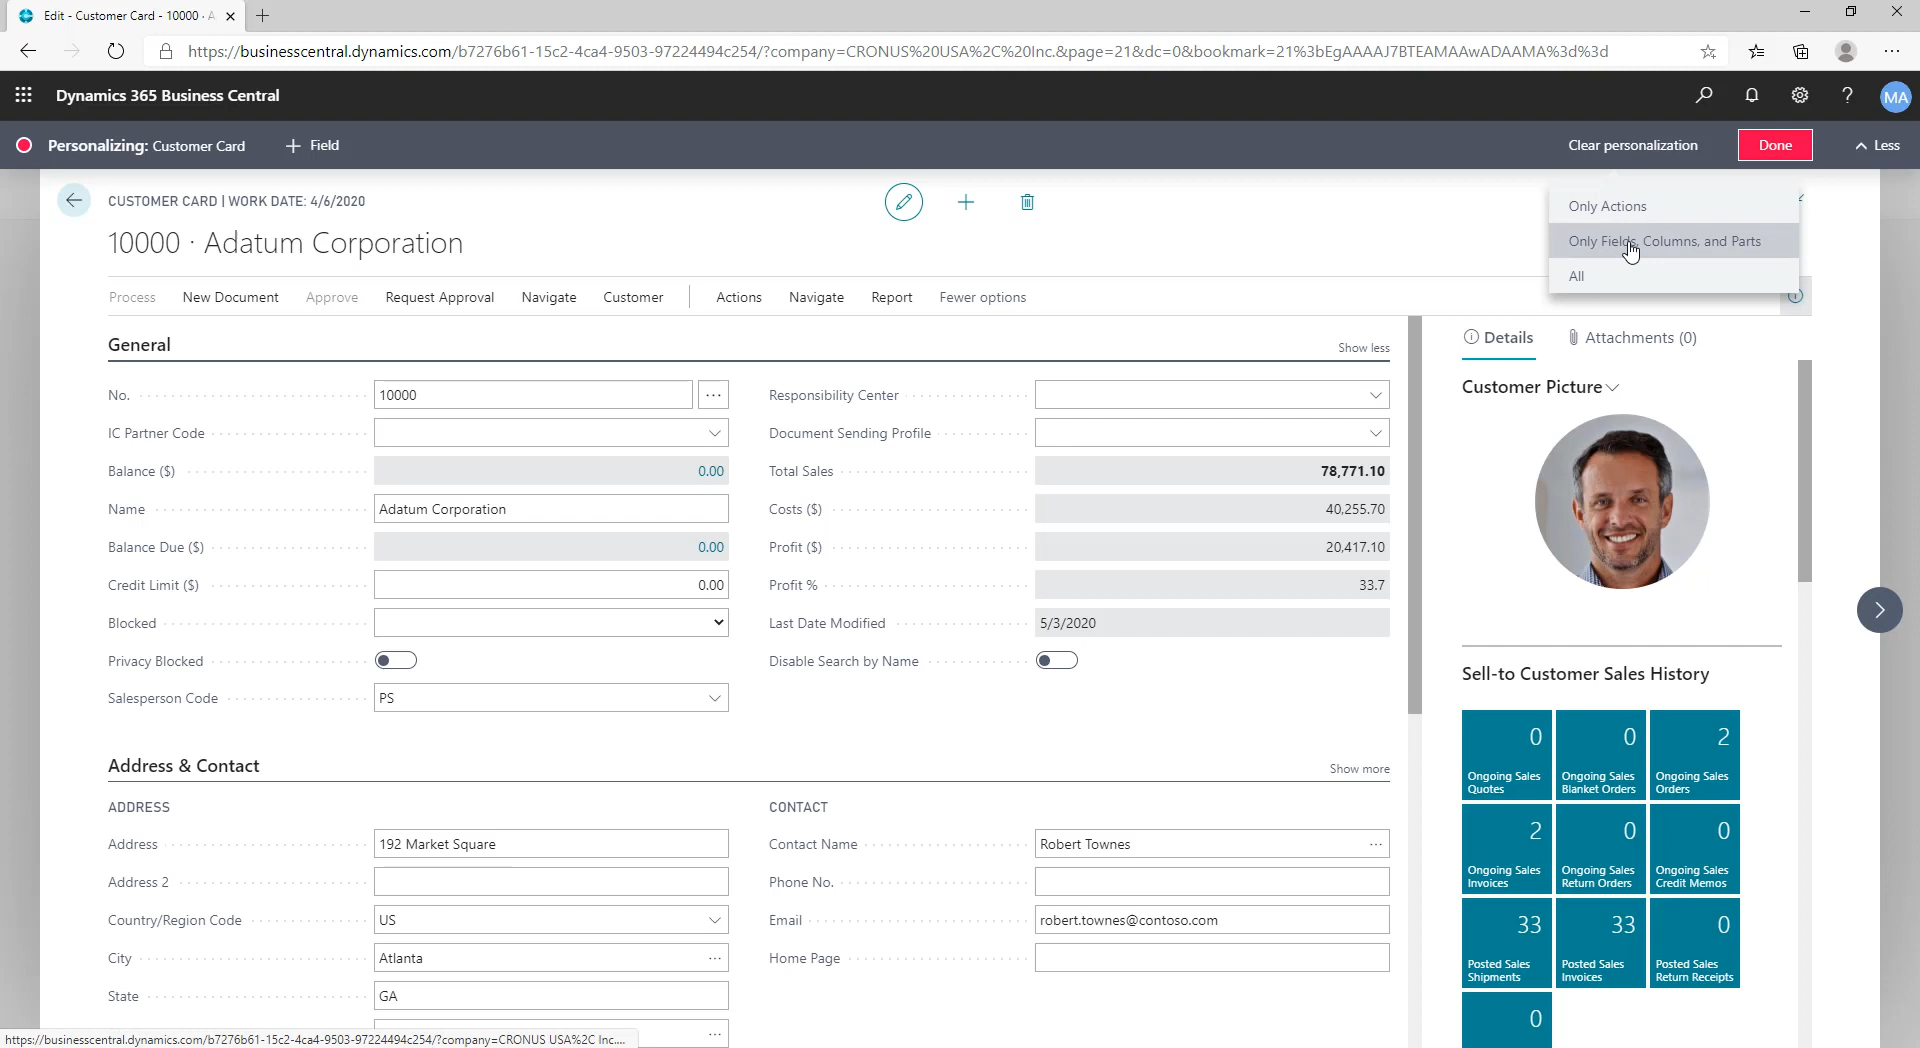 Edit - Customer Card - 10000 · A
https://businesscentral.dynamics.com/b7276b61-15c2-4ca4-9503-97224494c254/?company=CRONUS%20USA%2C%20Inc.&page=21&dc=0&bookmark=21%3bEgAAAAJ7BTEAMAAwADAAMA%3d%3d
Dynamics 365 Business Central
?
MA
Personalizing: Customer Card
+ Field
Clear personalization
Done
Less
CUSTOMER CARD | WORK DATE: 4/6/2020
10000 · Adatum Corporation
Only Actions
Only Fields, Columns, and Parts
All
Process
New Document
Approve
Request Approval
Navigate
Customer
Actions
Navigate
Report
Fewer options
General
Show less
No.
10000
IC Partner Code
Balance ($)
0.00
Name
Adatum Corporation
Balance Due ($)
0.00
Credit Limit ($)
0.00
Blocked
Privacy Blocked
Salesperson Code
PS
Responsibility Center
Document Sending Profile
Total Sales
78,771.10
Costs ($)
40,255.70
Profit ($)
20,417.10
Profit %
33.7
Last Date Modified
5/3/2020
Disable Search by Name
Address & Contact
Show more
ADDRESS
Address
192 Market Square
Address 2
Country/Region Code
US
City
Atlanta
State
GA
CONTACT
Contact Name
Robert Townes
Phone No.
Email
robert.townes@contoso.com
Home Page
Details
Attachments (0)
Customer Picture
Sell-to Customer Sales History
0
Ongoing Sales
Quotes
0
Ongoing Sales
Blanket Orders
2
Ongoing Sales
Orders
2
Ongoing Sales
Invoices
0
Ongoing Sales
Return Orders
0
Ongoing Sales
Credit Memos
33
Posted Sales
Shipments
33
Posted Sales
Invoices
0
Posted Sales
Return Receipts
0
https://businesscentral.dynamics.com/b7276b61-15c2-4ca4-9503-97224494c254/?company=CRONUS USA%2C Inc....